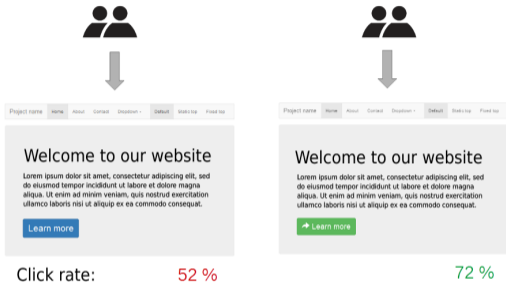 Project name Home About Contact Dropdown Default Static top Fixed top
Welcome to our website
Lorem ipsum dolor sit amet, consectetur adipiscing elit, sed
do eiusmod tempor incididunt ut labore et dolore magna
aliqua. Ut enim ad minim veniam, quis nostrud exercitation
ullamco laboris nisi ut aliquip ex ea commodo consequat.
Learn more
Click rate: 52 %
Project name Home About Contact Dropdown Default Static top Fixed top
Welcome to our website
Lorem ipsum dolor sit amet, consectetur adipiscing elit, sed
do eiusmod tempor incididunt ut labore et dolore magna
aliqua. Ut enim ad minim veniam, quis nostrud exercitation
ullamco laboris nisi ut aliquip ex ea commodo consequat.
Learn more
72 %